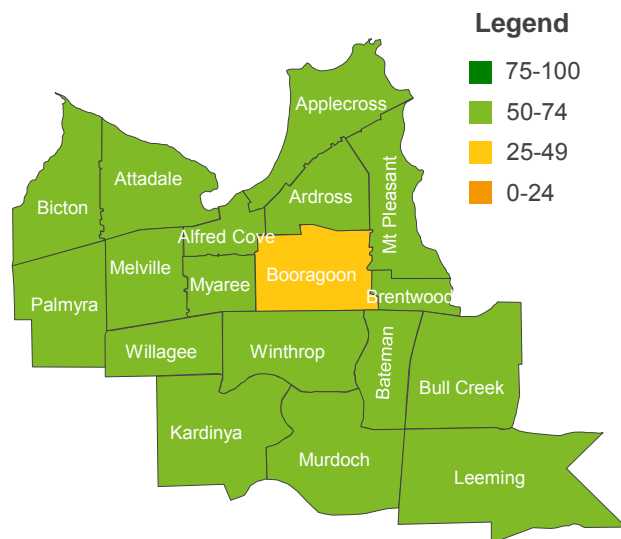 Legend
75-100
50-74
25-49
0-24
Applecross
Attadale
Ardross
Bicton
Mt Pleasant
Alfred Cove
Melville
Booragoon
Myaree
Brentwood
Palmyra
Willagee
Winthrop
Bateman
Bull Creek
Kardinya
Murdoch
Leeming